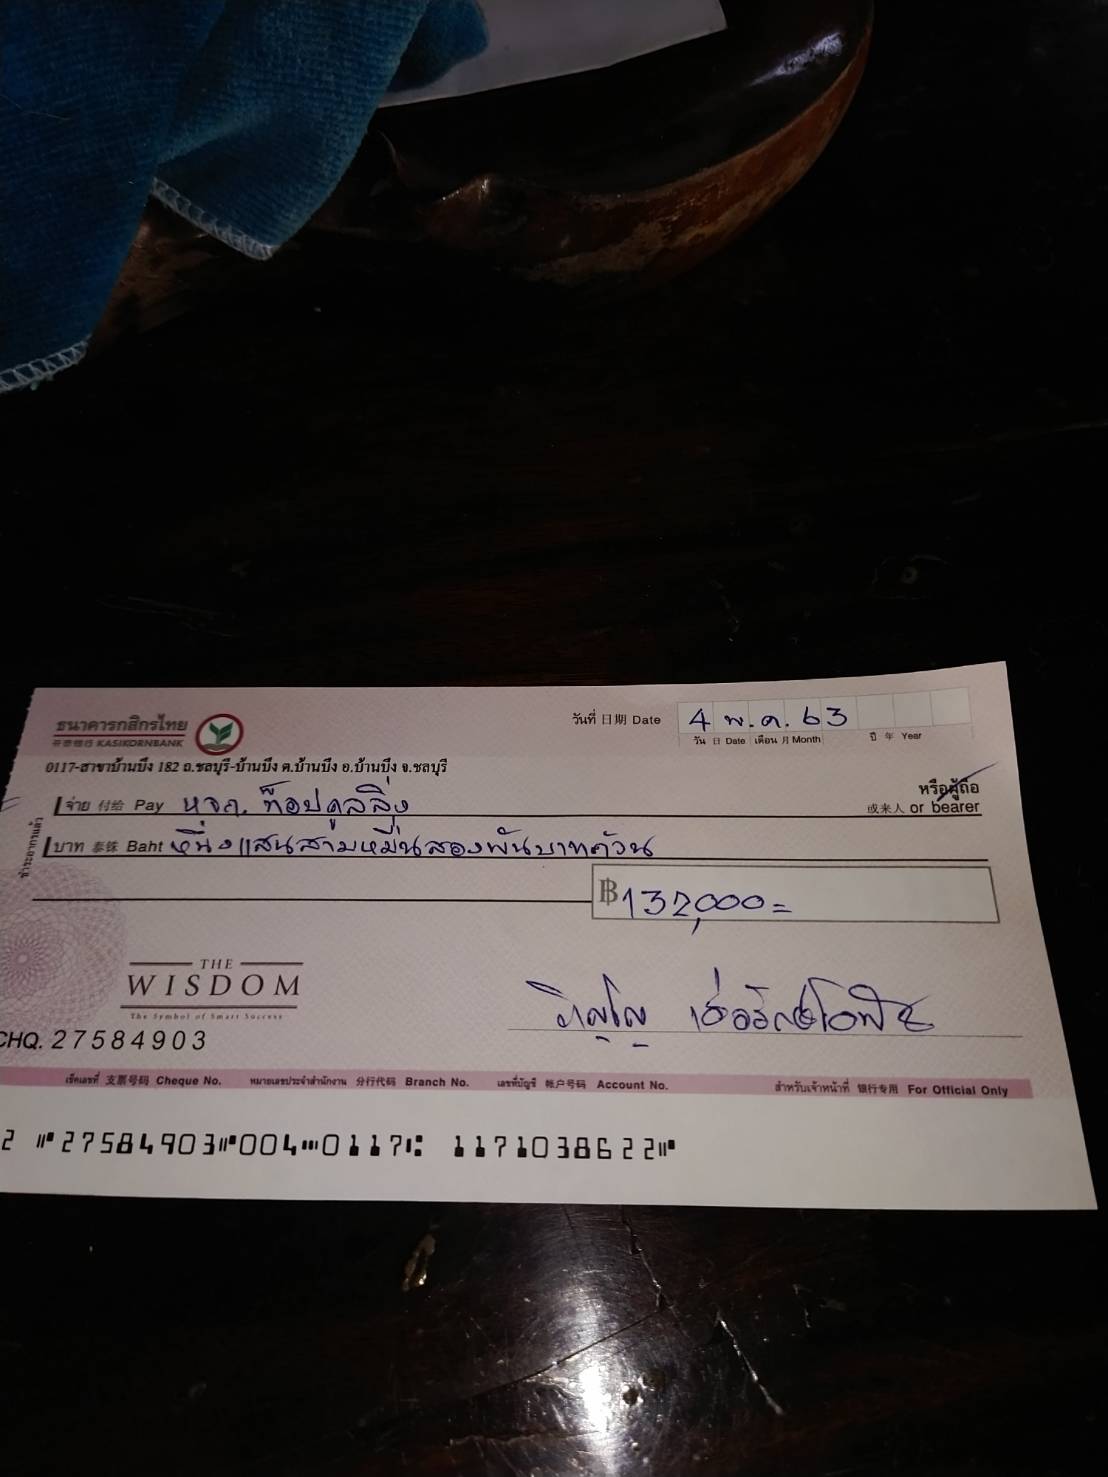 ธนาคารกสิกรไทย
开泰银行 KASIKORNBANK
วันที่ 日期 Date 4 พ.ค. 63
วัน 日 Date เดือน 月 Month ปี 年 Year
0117-สาขาบ้านบึง 182 ถ.ชลบุรี-บ้านบึง ต.บ้านบึง อ.บ้านบึง จ.ชลบุรี
หรือผู้ถือ
จ่าย 付给 Pay หจก. ท็อปคูลลิ่ง
或来人 or bearer
บาท 泰铢 Baht หนึ่งแสนสามหมื่นสองพันบาทถ้วน
฿132,000=
THE
WISDOM
The Symbol of Smart Success
CHQ. 27584903
เช็คเลขที่ 支票号码 Cheque No. หมายเลขประจำสำนักงาน 分行代码 Branch No. เลขที่บัญชี 帐户号码 Account No. สำหรับเจ้าหน้าที่ 银行专用 For Official Only
2 ⑈27584903⑈004⑉0117⑆ 1171038622⑈